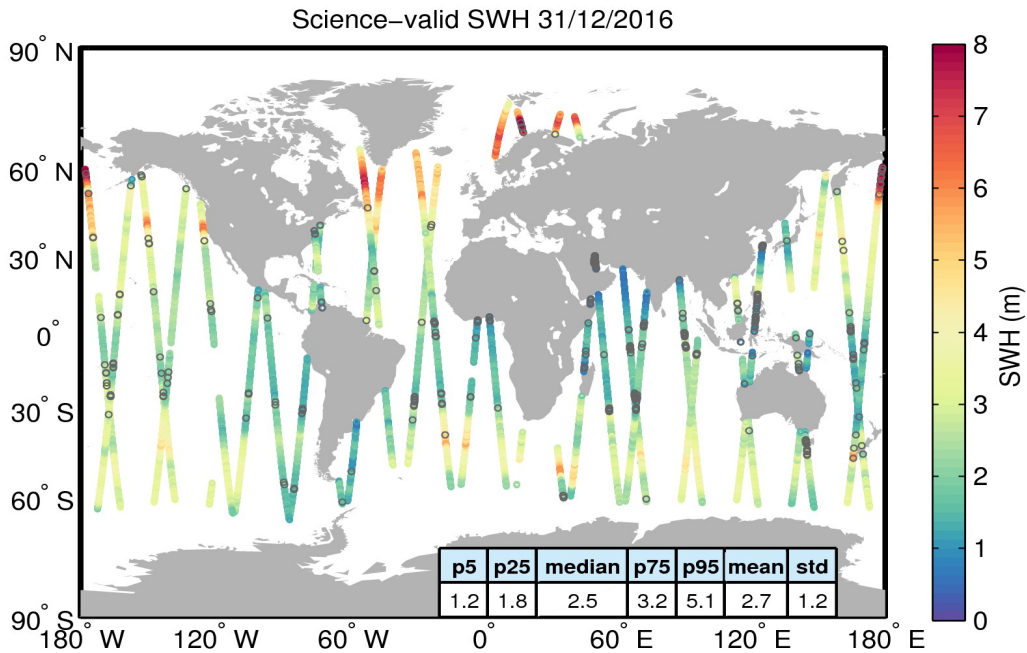 Science−valid SWH 31/12/2016
90° N
60° N
30° N
0°
30° S
60° S
90° S
180° W
120° W
60° W
0°
60° E
120° E
180° E
p5 p25 median p75 p95 mean std
1.2 1.8 2.5 3.2 5.1 2.7 1.2
8
7
6
5
4
3
2
1
0
SWH (m)